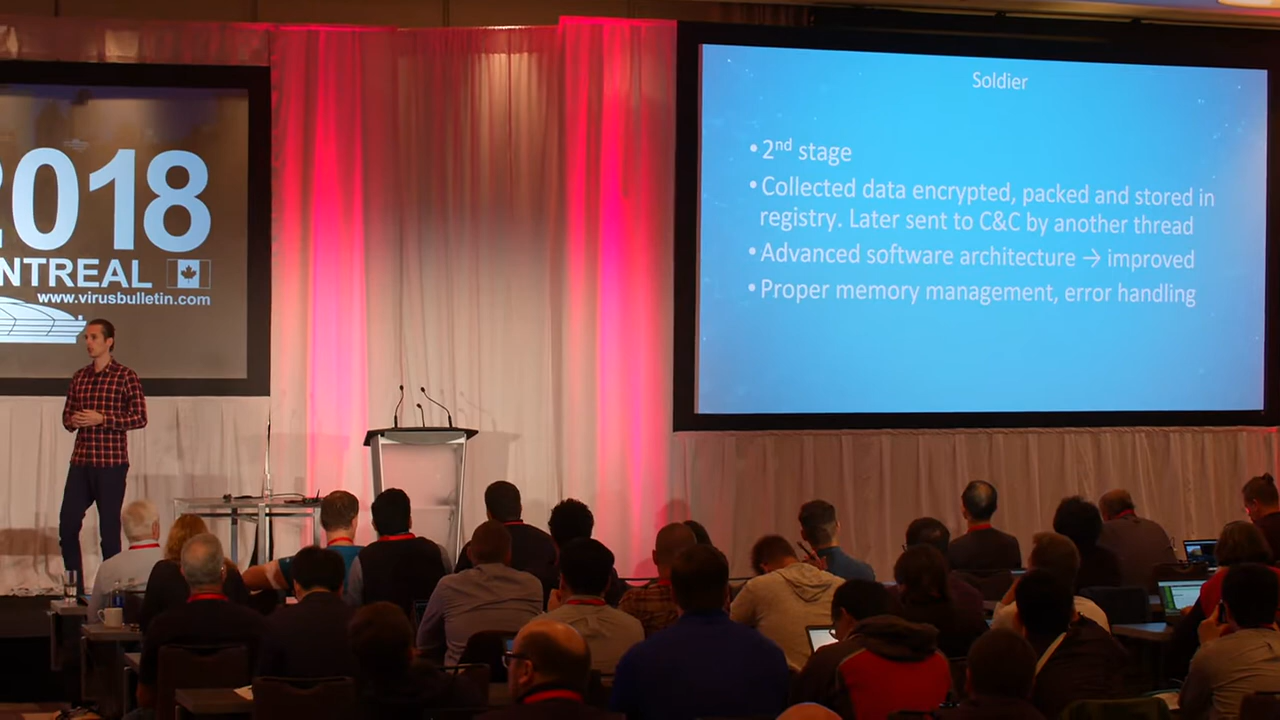 2018
NTREAL
www.virusbulletin.com
Soldier
• 2nd stage
• Collected data encrypted, packed and stored in
registry. Later sent to C&C by another thread
• Advanced software architecture → improved
• Proper memory management, error handling